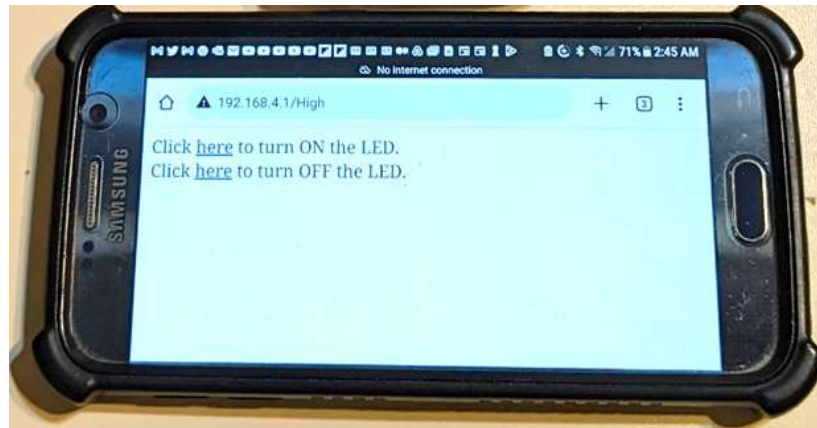 71% 2:45 AM
No internet connection
192.168.4.1/High
3
Click here to turn ON the LED.
Click here to turn OFF the LED.
SAMSUNG